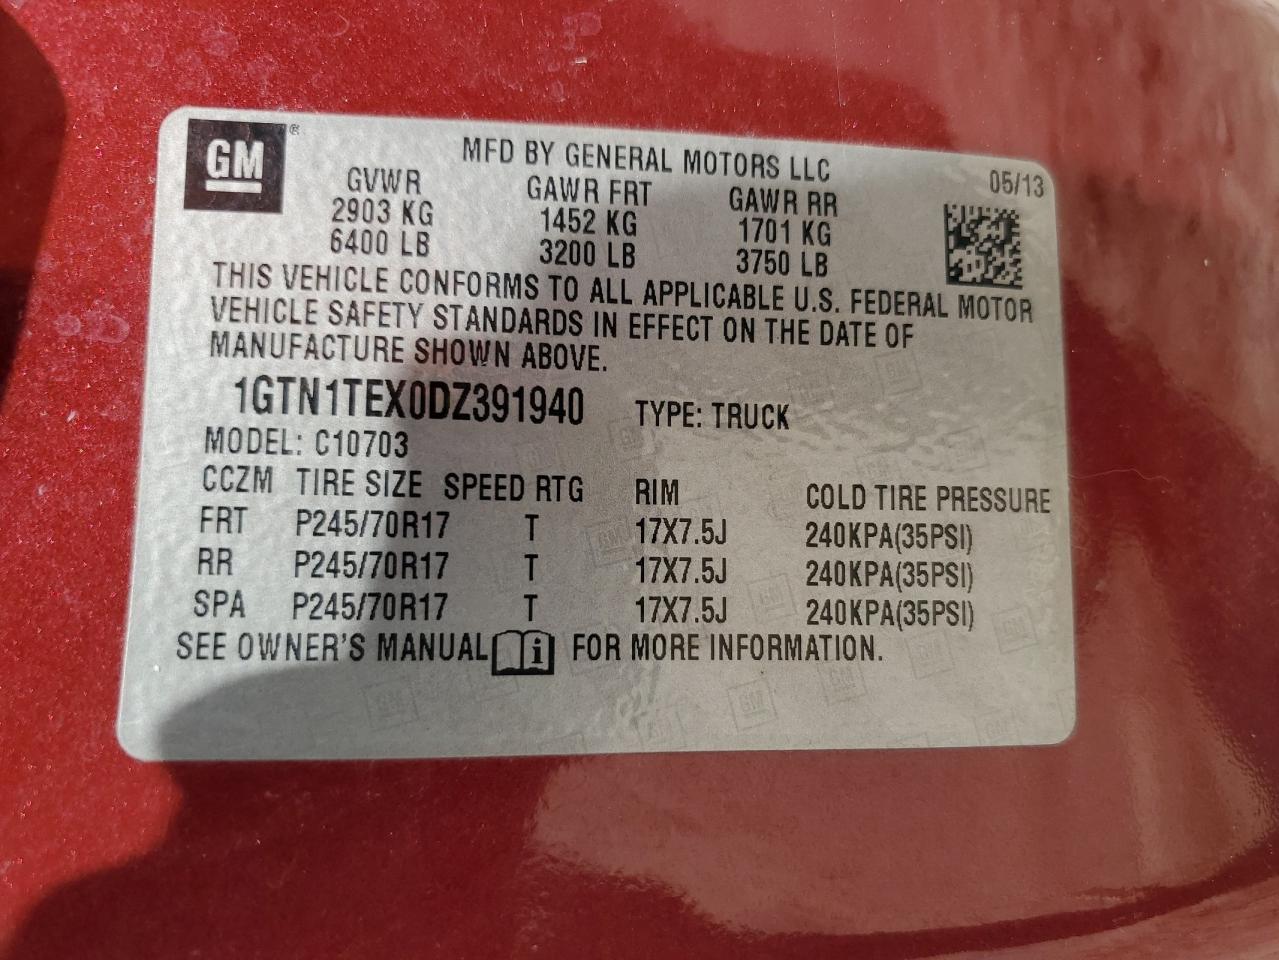 GM ®
MFD BY GENERAL MOTORS LLC
05/13
GVWR GAWR FRT GAWR RR
2903 KG 1452 KG 1701 KG
6400 LB 3200 LB 3750 LB
THIS VEHICLE CONFORMS TO ALL APPLICABLE U.S. FEDERAL MOTOR
VEHICLE SAFETY STANDARDS IN EFFECT ON THE DATE OF
MANUFACTURE SHOWN ABOVE.
1GTN1TEX0DZ391940 TYPE: TRUCK
MODEL: C10703
CCZM TIRE SIZE SPEED RTG RIM COLD TIRE PRESSURE
FRT P245/70R17 T 17X7.5J 240KPA(35PSI)
RR P245/70R17 T 17X7.5J 240KPA(35PSI)
SPA P245/70R17 T 17X7.5J 240KPA(35PSI)
SEE OWNER'S MANUAL i FOR MORE INFORMATION.